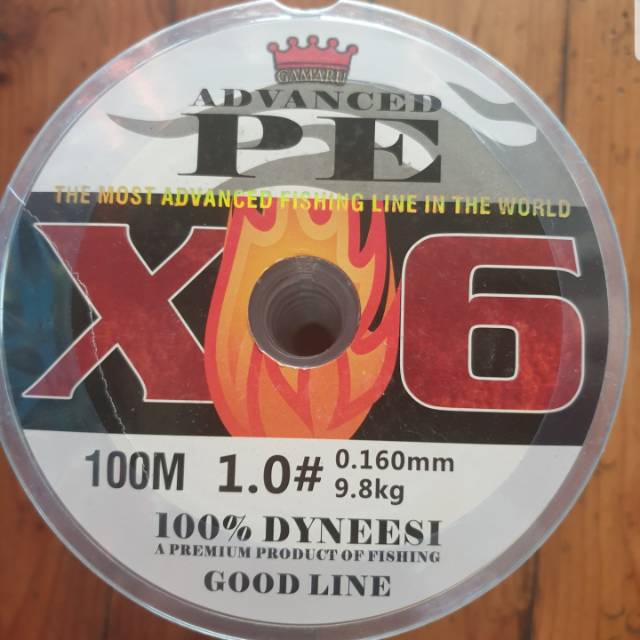 GAMARU
ADVANCED
PE
THE MOST ADVANCED FISHING LINE IN THE WORLD
X6
100M 1.0# 0.160mm
9.8kg
100% DYNEESI
A PREMIUM PRODUCT OF FISHING
GOOD LINE